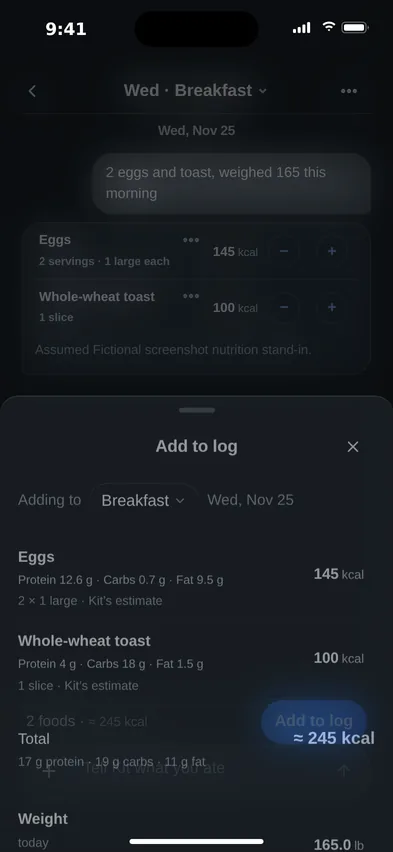 9:41
Wed · Breakfast
•••
Wed, Nov 25
2 eggs and toast, weighed 165 this
morning
Eggs ••• 145 kcal − +
2 servings · 1 large each
Whole-wheat toast ••• 100 kcal − +
1 slice
Assumed Fictional screenshot nutrition stand-in.
Add to log
Adding to Breakfast Wed, Nov 25
Eggs
Protein 12.6 g · Carbs 0.7 g · Fat 9.5 g
145 kcal
2 × 1 large · Kit's estimate
Whole-wheat toast
Protein 4 g · Carbs 18 g · Fat 1.5 g
100 kcal
1 slice · Kit's estimate
2 foods · ≈ 245 kcal
Add to log
Total ≈ 245 kcal
17 g protein · 19 g carbs · 11 g fat
Tell Kit what you ate
Weight
today
165.0 lb